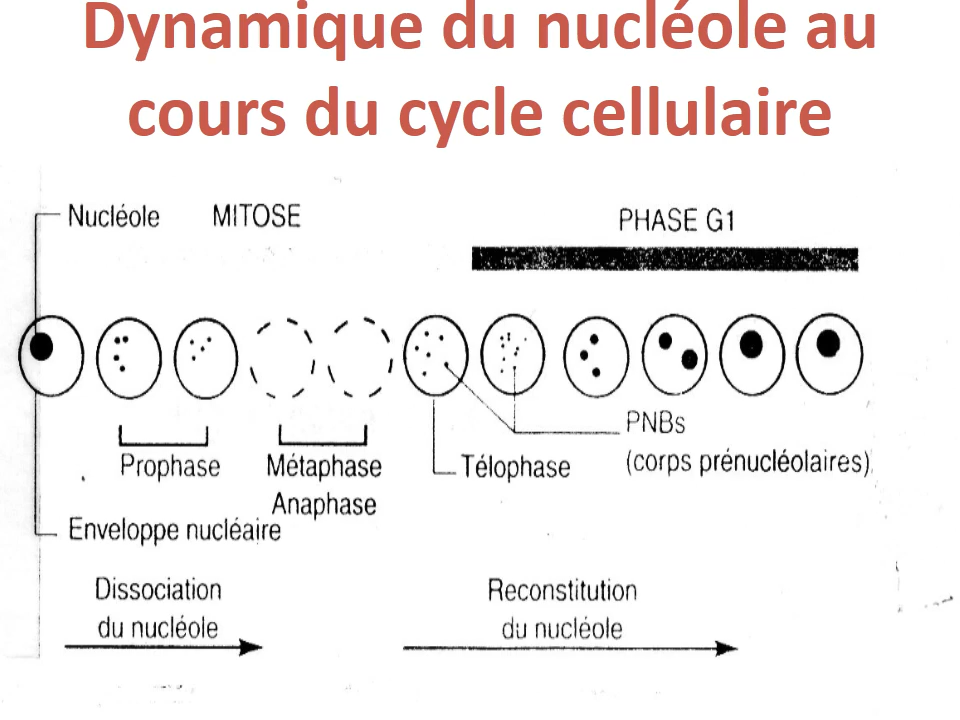 Dynamique du nucléole au
cours du cycle cellulaire
Nucléole
MITOSE
PHASE G1
PNBs
(corps prénucléolaires)
Prophase
Métaphase
Anaphase
Télophase
Enveloppe nucléaire
Dissociation
du nucléole
Reconstitution
du nucléole